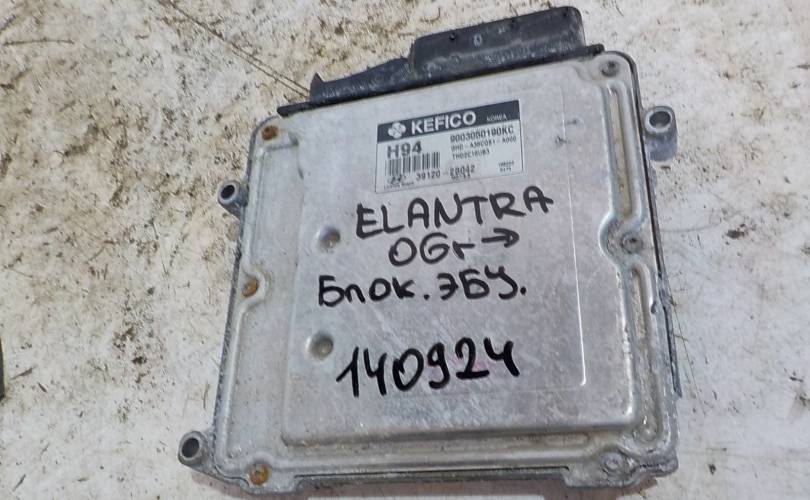 KEFICO KOREA
H94 9003050190KC
39120-2B042
ELANTRA
06г→
Блок. ЭБУ.
140924